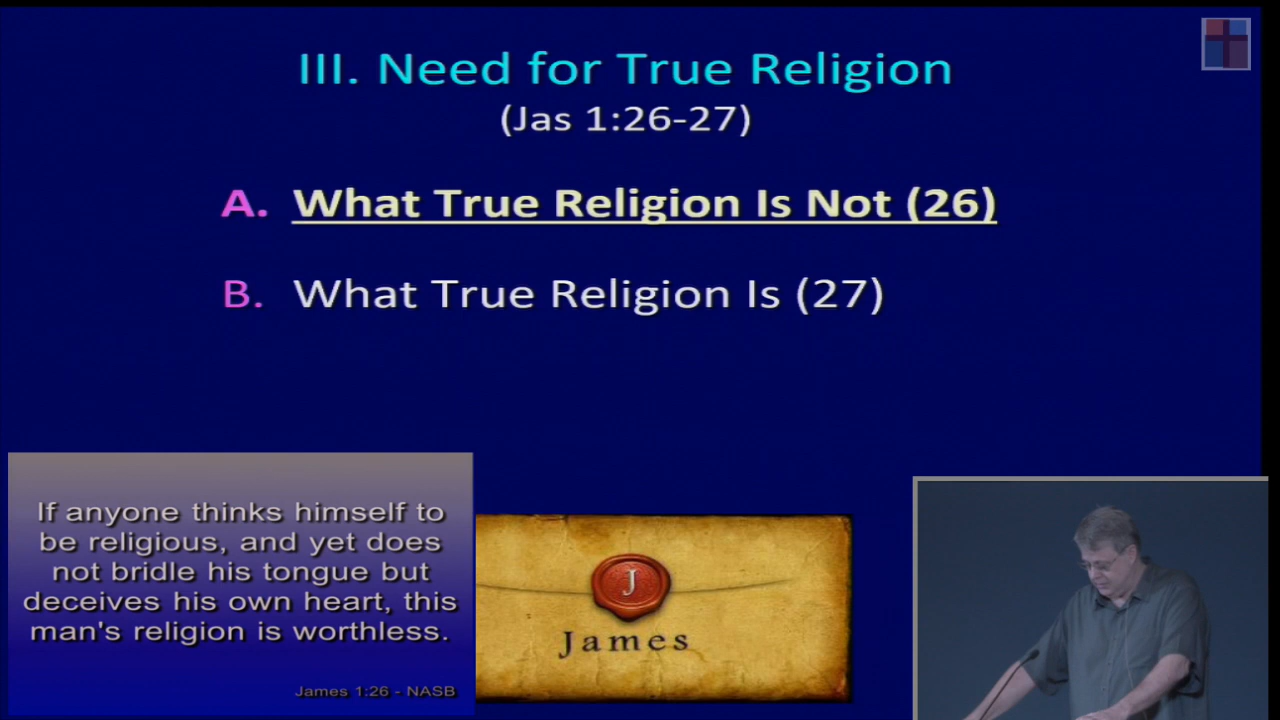 III. Need for True Religion
(Jas 1:26-27)
A. What True Religion Is Not (26)
B. What True Religion Is (27)
If anyone thinks himself to
be religious, and yet does
not bridle his tongue but
deceives his own heart, this
man's religion is worthless.
James 1:26 - NASB
J
James